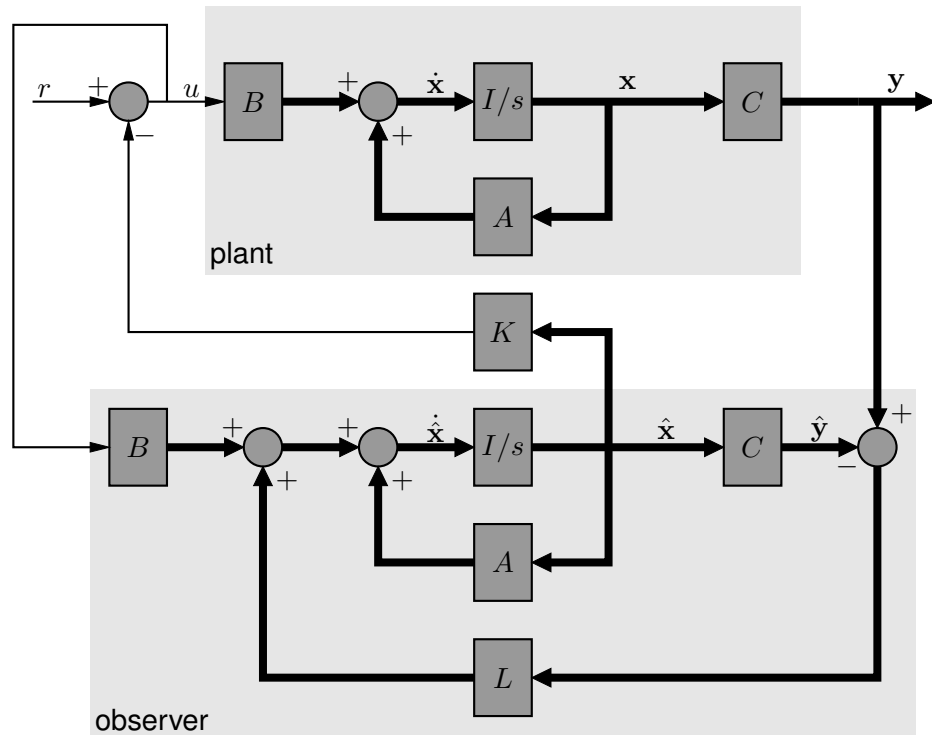 r + − u B + + ẋ I/s x C y
A
plant
K
B + + + + x̂̇ I/s x̂ C ŷ + −
A
L
observer